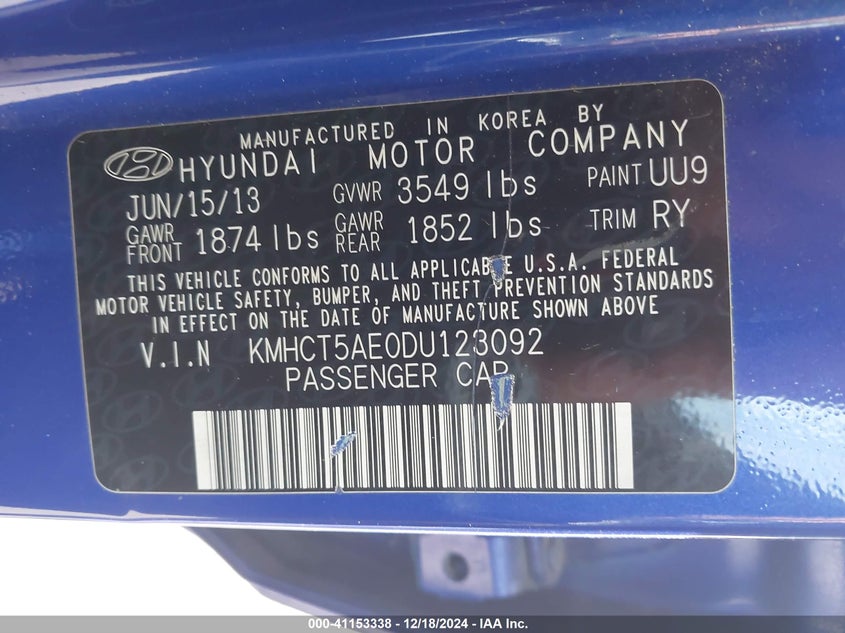 MANUFACTURED IN KOREA BY
HYUNDAI MOTOR COMPANY
JUN/15/13 GVWR 3549 lbs PAINT UU9
GAWR FRONT 1874 lbs GAWR REAR 1852 lbs TRIM RY
THIS VEHICLE CONFORMS TO ALL APPLICABLE U.S.A. FEDERAL
MOTOR VEHICLE SAFETY, BUMPER, AND THEFT PREVENTION STANDARDS
IN EFFECT ON THE DATE OF MANUFACTURE SHOWN ABOVE
V.I.N KMHCT5AE0DU123092
PASSENGER CAR
000-41153338 - 12/18/2024 - IAA Inc.